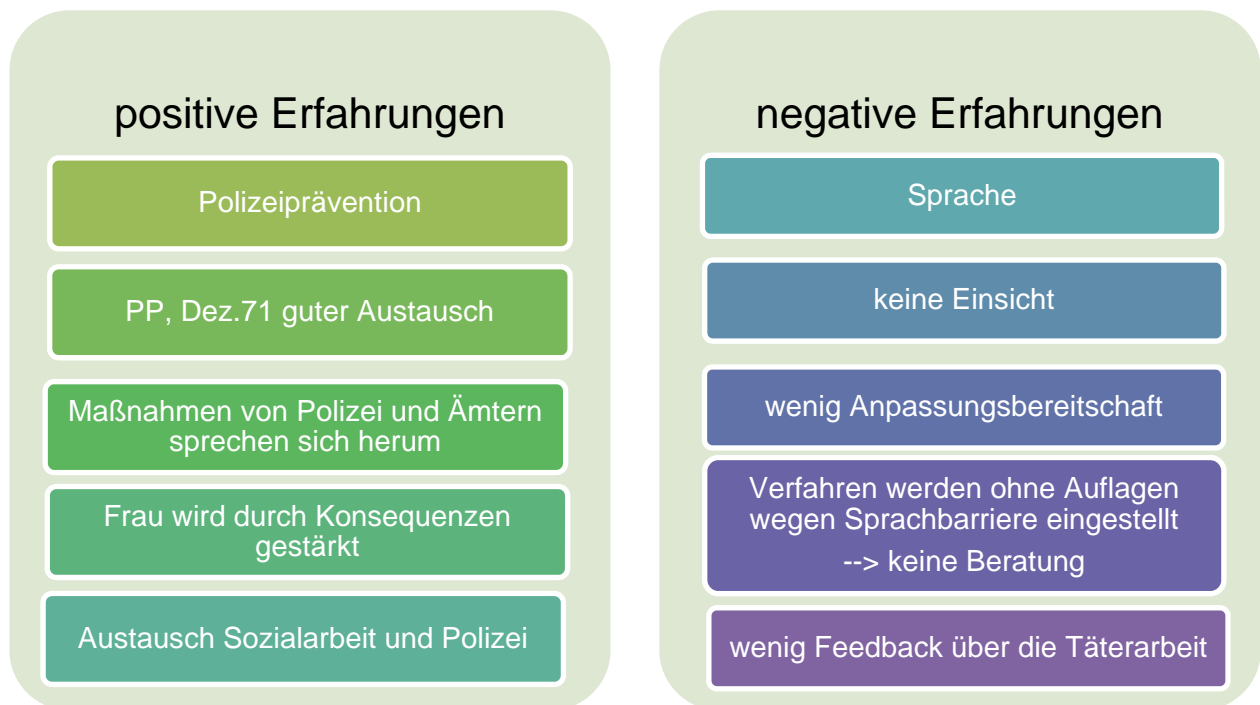 positive Erfahrungen
Polizeiprävention
PP, Dez.71 guter Austausch
Maßnahmen von Polizei und Ämtern
sprechen sich herum
Frau wird durch Konsequenzen
gestärkt
Austausch Sozialarbeit und Polizei
negative Erfahrungen
Sprache
keine Einsicht
wenig Anpassungsbereitschaft
Verfahren werden ohne Auflagen
wegen Sprachbarriere eingestellt
--> keine Beratung
wenig Feedback über die Täterarbeit